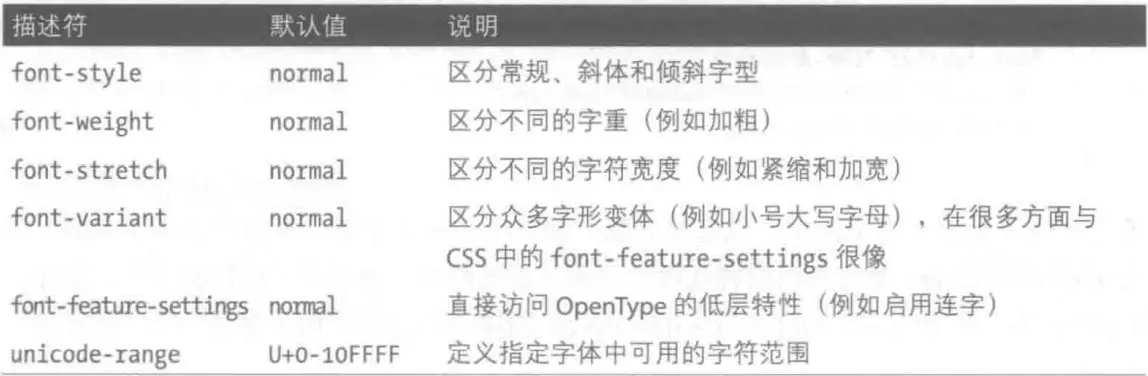 描述符 默认值 说明
font-style normal 区分常规、斜体和倾斜字型
font-weight normal 区分不同的字重（例如加粗）
font-stretch normal 区分不同的字符宽度（例如紧缩和加宽）
font-variant normal 区分众多字形变体（例如小号大写字母），在很多方面与
CSS 中的 font-feature-settings 很像
font-feature-settings normal 直接访问 OpenType 的低层特性（例如启用连字）
unicode-range U+0-10FFFF 定义指定字体中可用的字符范围